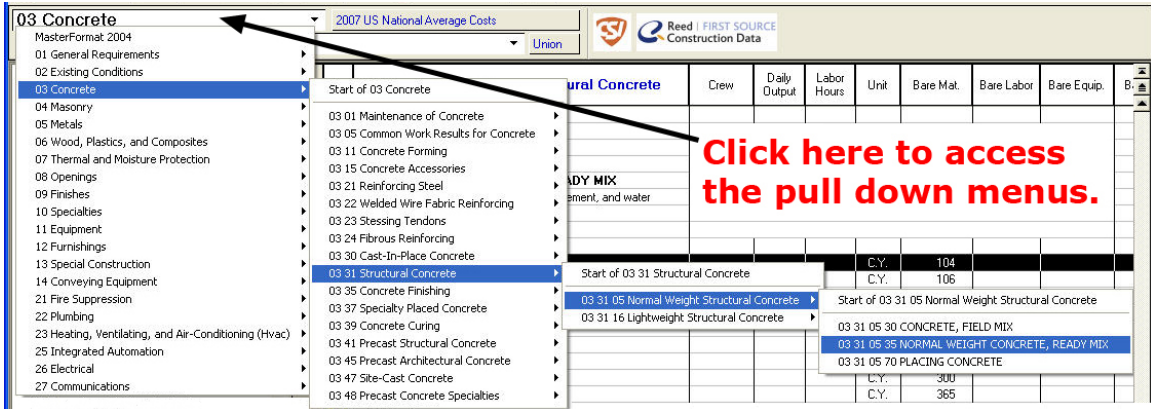 03 Concrete
2007 US National Average Costs
Union
CSI
Reed | FIRST SOURCE
Construction Data
MasterFormat 2004
01 General Requirements
02 Existing Conditions
03 Concrete
04 Masonry
05 Metals
06 Wood, Plastics, and Composites
07 Thermal and Moisture Protection
08 Openings
09 Finishes
10 Specialties
11 Equipment
12 Furnishings
13 Special Construction
14 Conveying Equipment
21 Fire Suppression
22 Plumbing
23 Heating, Ventilating, and Air-Conditioning (Hvac)
25 Integrated Automation
26 Electrical
27 Communications
Start of 03 Concrete
03 01 Maintenance of Concrete
03 05 Common Work Results for Concrete
03 11 Concrete Forming
03 15 Concrete Accessories
03 21 Reinforcing Steel
03 22 Welded Wire Fabric Reinforcing
03 23 Stessing Tendons
03 24 Fibrous Reinforcing
03 30 Cast-In-Place Concrete
03 31 Structural Concrete
03 35 Concrete Finishing
03 37 Specialty Placed Concrete
03 39 Concrete Curing
03 41 Precast Structural Concrete
03 45 Precast Architectural Concrete
03 47 Site-Cast Concrete
03 48 Precast Concrete Specialties
ural Concrete
Crew
Daily
Output
Labor
Hours
Unit
Bare Mat.
Bare Labor
Bare Equip.
B
Click here to access
the pull down menus.
ADY MIX
ement, and water
C.Y. 104
C.Y. 106
Start of 03 31 Structural Concrete
03 31 05 Normal Weight Structural Concrete
03 31 16 Lightweight Structural Concrete
Start of 03 31 05 Normal Weight Structural Concrete
03 31 05 30 CONCRETE, FIELD MIX
03 31 05 35 NORMAL WEIGHT CONCRETE, READY MIX
03 31 05 70 PLACING CONCRETE
C.Y. 300
C.Y. 365